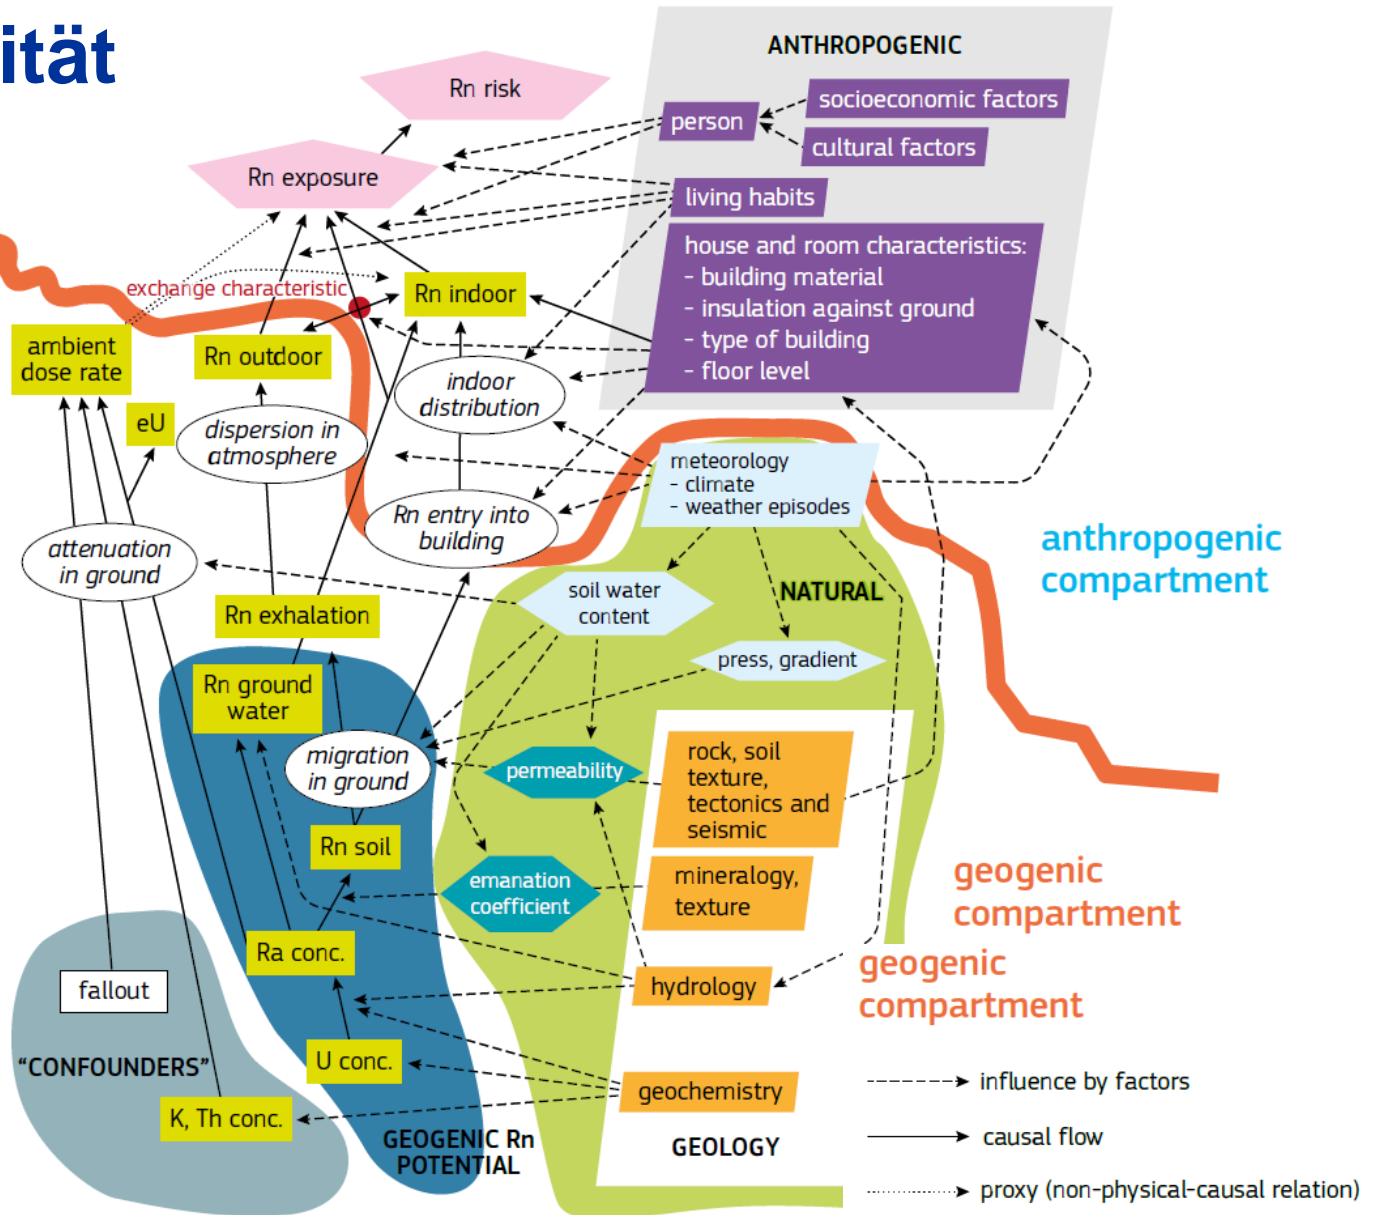 ität
ANTHROPOGENIC
Rn risk
socioeconomic factors
person
cultural factors
Rn exposure
living habits
house and room characteristics:
- building material
- insulation against ground
- type of building
- floor level
exchange characteristic
Rn indoor
ambient
dose rate
Rn outdoor
indoor
distribution
eU
dispersion in
atmosphere
meteorology
- climate
- weather episodes
Rn entry into
building
attenuation
in ground
anthropogenic
compartment
soil water
content
NATURAL
Rn exhalation
press, gradient
Rn ground
water
migration
in ground
permeability
rock, soil
texture,
tectonics and
seismic
Rn soil
emanation
coefficient
mineralogy,
texture
geogenic
compartment
Ra conc.
geogenic
compartment
fallout
hydrology
"CONFOUNDERS"
U conc.
geochemistry
influence by factors
K, Th conc.
GEOGENIC Rn
POTENTIAL
GEOLOGY
causal flow
proxy (non-physical-causal relation)